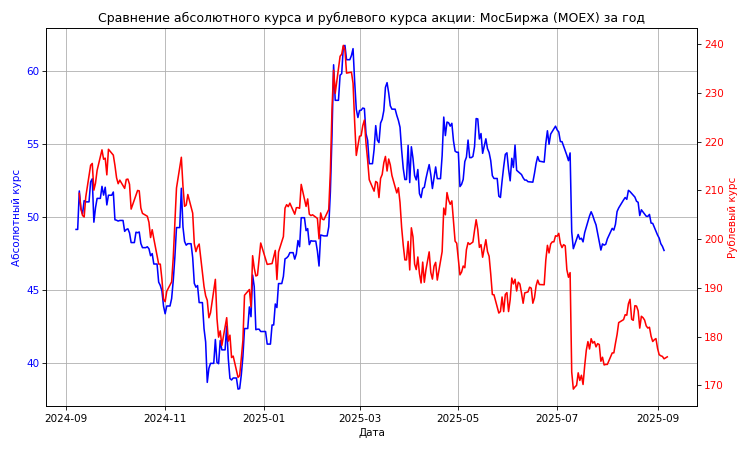 Сравнение абсолютного курса и рублевого курса акции: МосБиржа (MOEX) за год
Абсолютный курс
60
55
50
45
40
240
230
220
210
200
190
180
170
Рублевый курс
2024-09 2024-11 2025-01 2025-03 2025-05 2025-07 2025-09
Дата